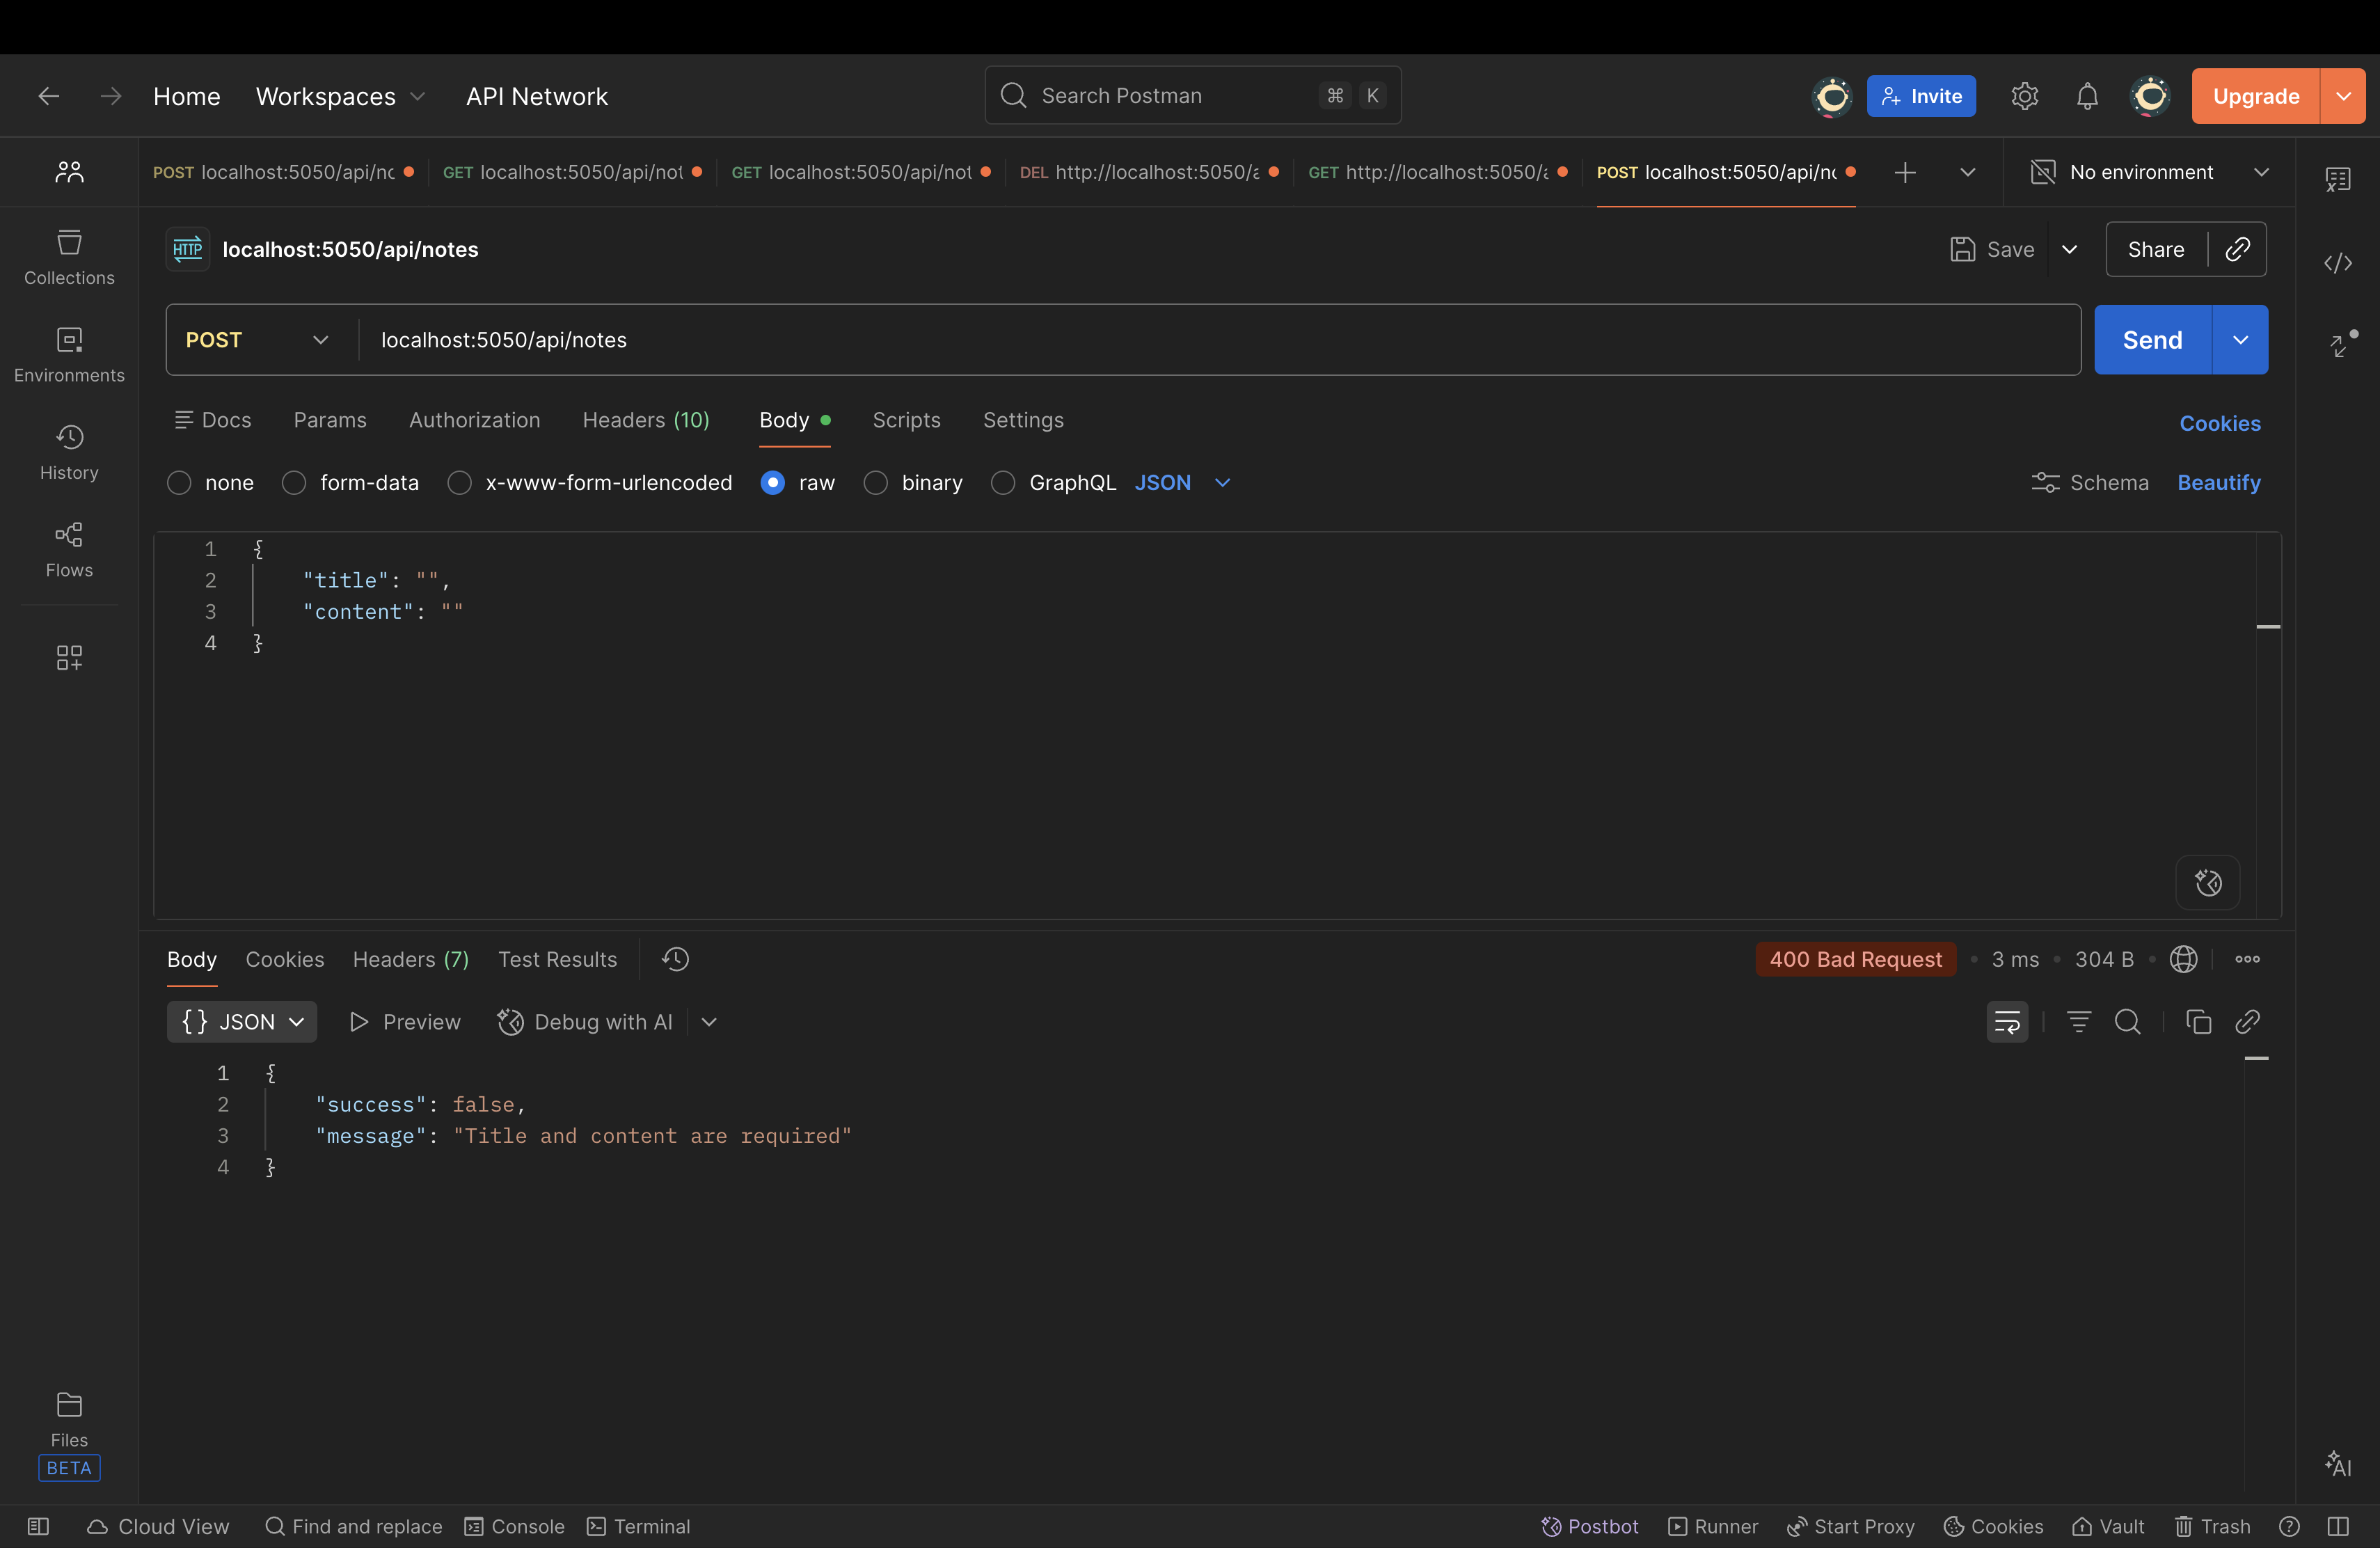 Home Workspaces API Network Search Postman ⌘ K Invite Upgrade
POST localhost:5050/api/no GET localhost:5050/api/not GET localhost:5050/api/not DEL http://localhost:5050/a GET http://localhost:5050/a POST localhost:5050/api/no No environment
HTTP localhost:5050/api/notes Save Share
Collections
Environments
History
Flows
Files
BETA
POST localhost:5050/api/notes Send
Docs Params Authorization Headers (10) Body Scripts Settings Cookies
none form-data x-www-form-urlencoded raw binary GraphQL JSON Schema Beautify
1 {
2 "title": "",
3 "content": ""
4 }
Body Cookies Headers (7) Test Results 400 Bad Request • 3 ms • 304 B
{} JSON Preview Debug with AI
1 {
2 "success": false,
3 "message": "Title and content are required"
4 }
AI
Cloud View Find and replace Console Terminal Postbot Runner Start Proxy Cookies Vault Trash